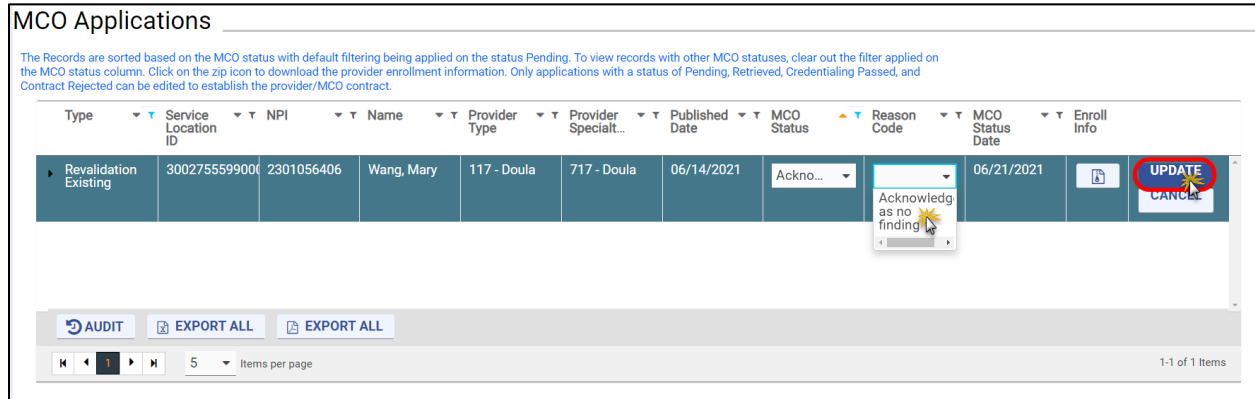 MCO Applications
The Records are sorted based on the MCO status with default filtering being applied on the status Pending. To view records with other MCO statuses, clear out the filter applied on
the MCO status column. Click on the zip icon to download the provider enrollment information. Only applications with a status of Pending, Retrieved, Credentialing Passed, and
Contract Rejected can be edited to establish the provider/MCO contract.
Type Service Location ID NPI Name Provider Type Provider Specialt... Published Date MCO Status Reason Code MCO Status Date Enroll Info
Revalidation Existing 3002755599000 2301056406 Wang, Mary 117 - Doula 717 - Doula 06/14/2021 Ackno... 06/21/2021 UPDATE
CANCEL
Acknowledg
as no
finding
AUDIT EXPORT ALL EXPORT ALL
1 5 Items per page 1-1 of 1 Items